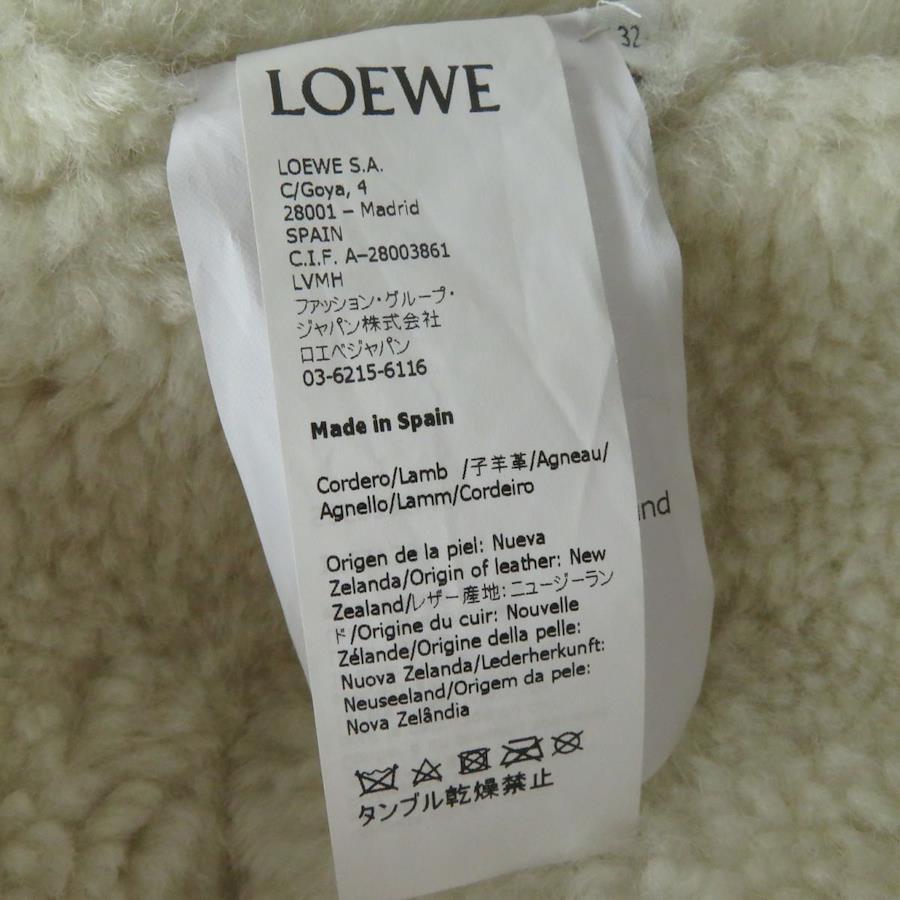 32
LOEWE
LOEWE S.A.
C/Goya, 4
28001 – Madrid
SPAIN
C.I.F. A–28003861
LVMH
ファッション・グループ・
ジャパン株式会社
ロエベジャパン
03-6215-6116
Made in Spain
Cordero/Lamb /子羊革/Agneau/
Agnello/Lamm/Cordeiro
Origen de la piel: Nueva
Zelanda/Origin of leather: New
Zealand/レザー産地: ニュージーラン
ド/Origine du cuir: Nouvelle
Zélande/Origine della pelle:
Nuova Zelanda/Lederherkunft:
Neuseeland/Origem da pele:
Nova Zelândia
タンブル乾燥禁止